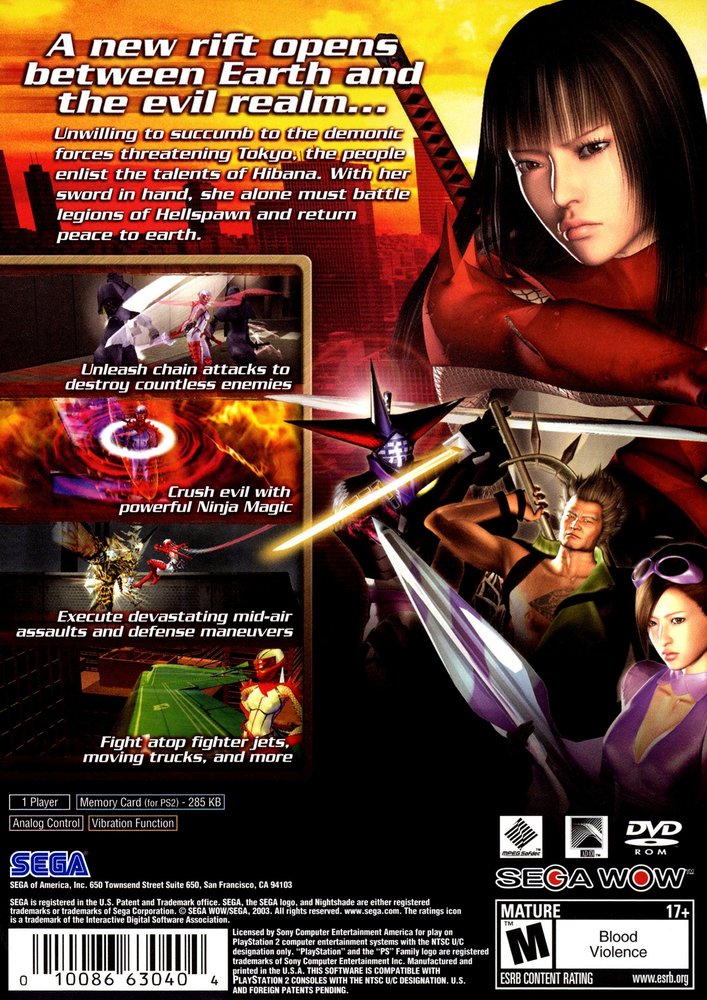 A new rift opens
between Earth and
the evil realm...
Unwilling to succumb to the demonic
forces threatening Tokyo, the people
enlist the talents of Hibana. With her
sword in hand, she alone must battle
legions of Hellspawn and return
peace to earth.
Unleash chain attacks to
destroy countless enemies
Crush evil with
powerful Ninja Magic
Execute devastating mid-air
assaults and defense maneuvers
Fight atop fighter jets,
moving trucks, and more
1 Player
Memory Card (for PS2) - 285 KB
Analog Control
Vibration Function
MPEG Sofdec™
ADX™
DVD
ROM
SEGA®
SEGA WOW™
SEGA of America, Inc. 650 Townsend Street Suite 650, San Francisco, CA 94103
SEGA is registered in the U.S. Patent and Trademark office. SEGA, the SEGA logo, and Nightshade are either registered
trademarks or trademarks of Sega Corporation. © SEGA WOW/SEGA, 2003. All rights reserved. www.sega.com. The ratings icon
is a trademark of the Interactive Digital Software Association.
Licensed by Sony Computer Entertainment America for play on
PlayStation 2 computer entertainment systems with the NTSC U/C
designation only. "PlayStation" and the "PS" Family logo are registered
trademarks of Sony Computer Entertainment Inc. Manufactured and
printed in the U.S.A. THIS SOFTWARE IS COMPATIBLE WITH
PLAYSTATION 2 CONSOLES WITH THE NTSC U/C DESIGNATION. U.S.
AND FOREIGN PATENTS PENDING.
0 10086 63040 4
MATURE 17+
M
Blood
Violence
ESRB CONTENT RATING www.esrb.org